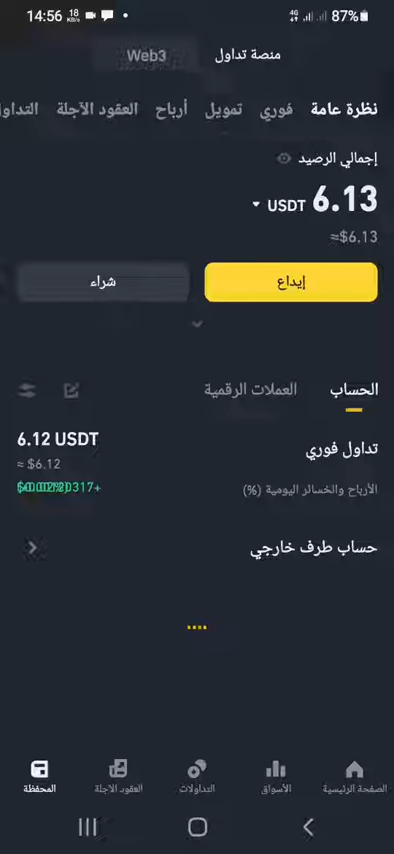 14:56 18 KB/s 4G 87%
منصة تداول Web3
نظرة عامة فوري تمويل أرباح العقود الآجلة التداول
إجمالي الرصيد
6.13 USDT
≈$6.13
إيداع شراء
الحساب العملات الرقمية
تداول فوري 6.12 USDT
≈ $6.12
الأرباح والخسائر اليومية (%)
حساب طرف خارجي
الصفحة الرئيسية الأسواق التداولات العقود الآجلة المحفظة